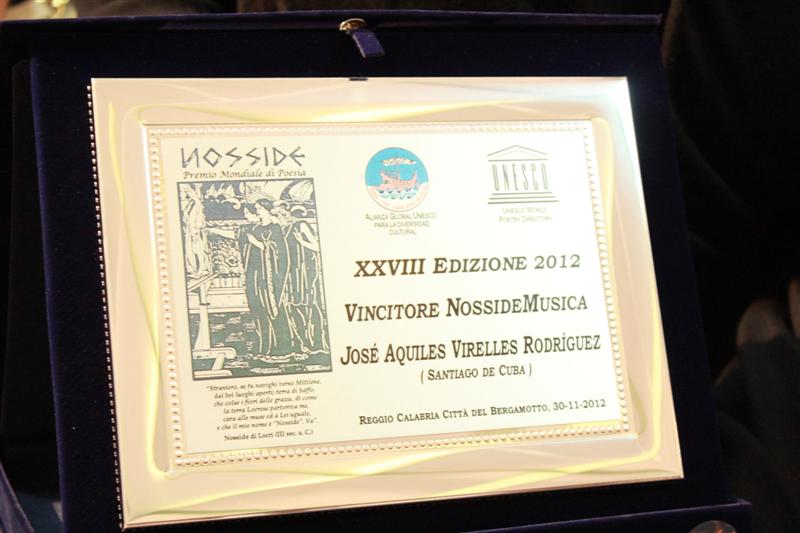 NOSSIDE
Premio Mondiale di Poesia
ALIANZA GLOBAL UNESCO
PARA LA DIVERSIDAD
CULTURAL
UNESCO
UNESCO WORLD
POETRY DIRECTORY
XXVIII EDIZIONE 2012
VINCITORE NOSSIDEMUSICA
JOSÉ AQUILES VIRELLES RODRÍGUEZ
( SANTIAGO DE CUBA )
"Straniero, se tu navighi verso Mitilene,
dai bei luoghi aperti; terra di Saffo,
che colse i fiori delle grazie, di come
la terra Locrese partoriva me,
cara alle muse ed a Lei uguale,
e che il mio nome è "Nosside". Va".
Nosside di Locri (III sec. a. C.)
REGGIO CALABRIA CITTÀ DEL BERGAMOTTO, 30-11-2012